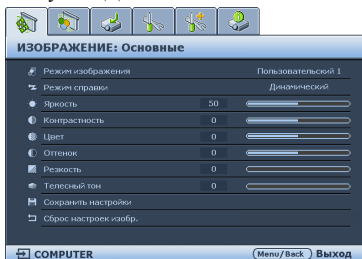 ИЗОБРАЖЕНИЕ: Основные
Режим изображения Пользовательский 1
Режим справки Динамический
Яркость 50
Контрастность 0
Цвет 0
Оттенок 0
Резкость 0
Телесный тон 0
Сохранить настройки
Сброс настроек изобр.
COMPUTER Menu/Back Выход